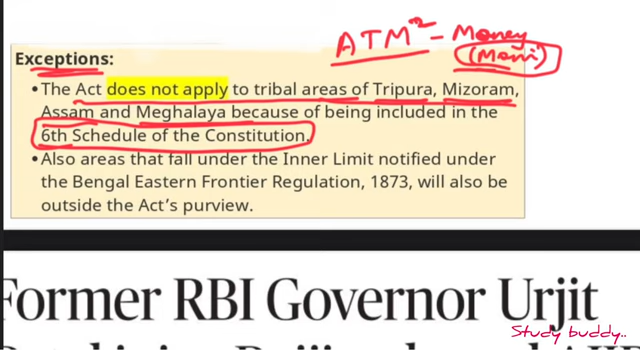 ATM² - Money
(Mani)
Exceptions:
• The Act does not apply to tribal areas of Tripura, Mizoram,
Assam and Meghalaya because of being included in the
6th Schedule of the Constitution.
• Also areas that fall under the Inner Limit notified under
the Bengal Eastern Frontier Regulation, 1873, will also be
outside the Act's purview.
Former RBI Governor Urjit
Study buddy..